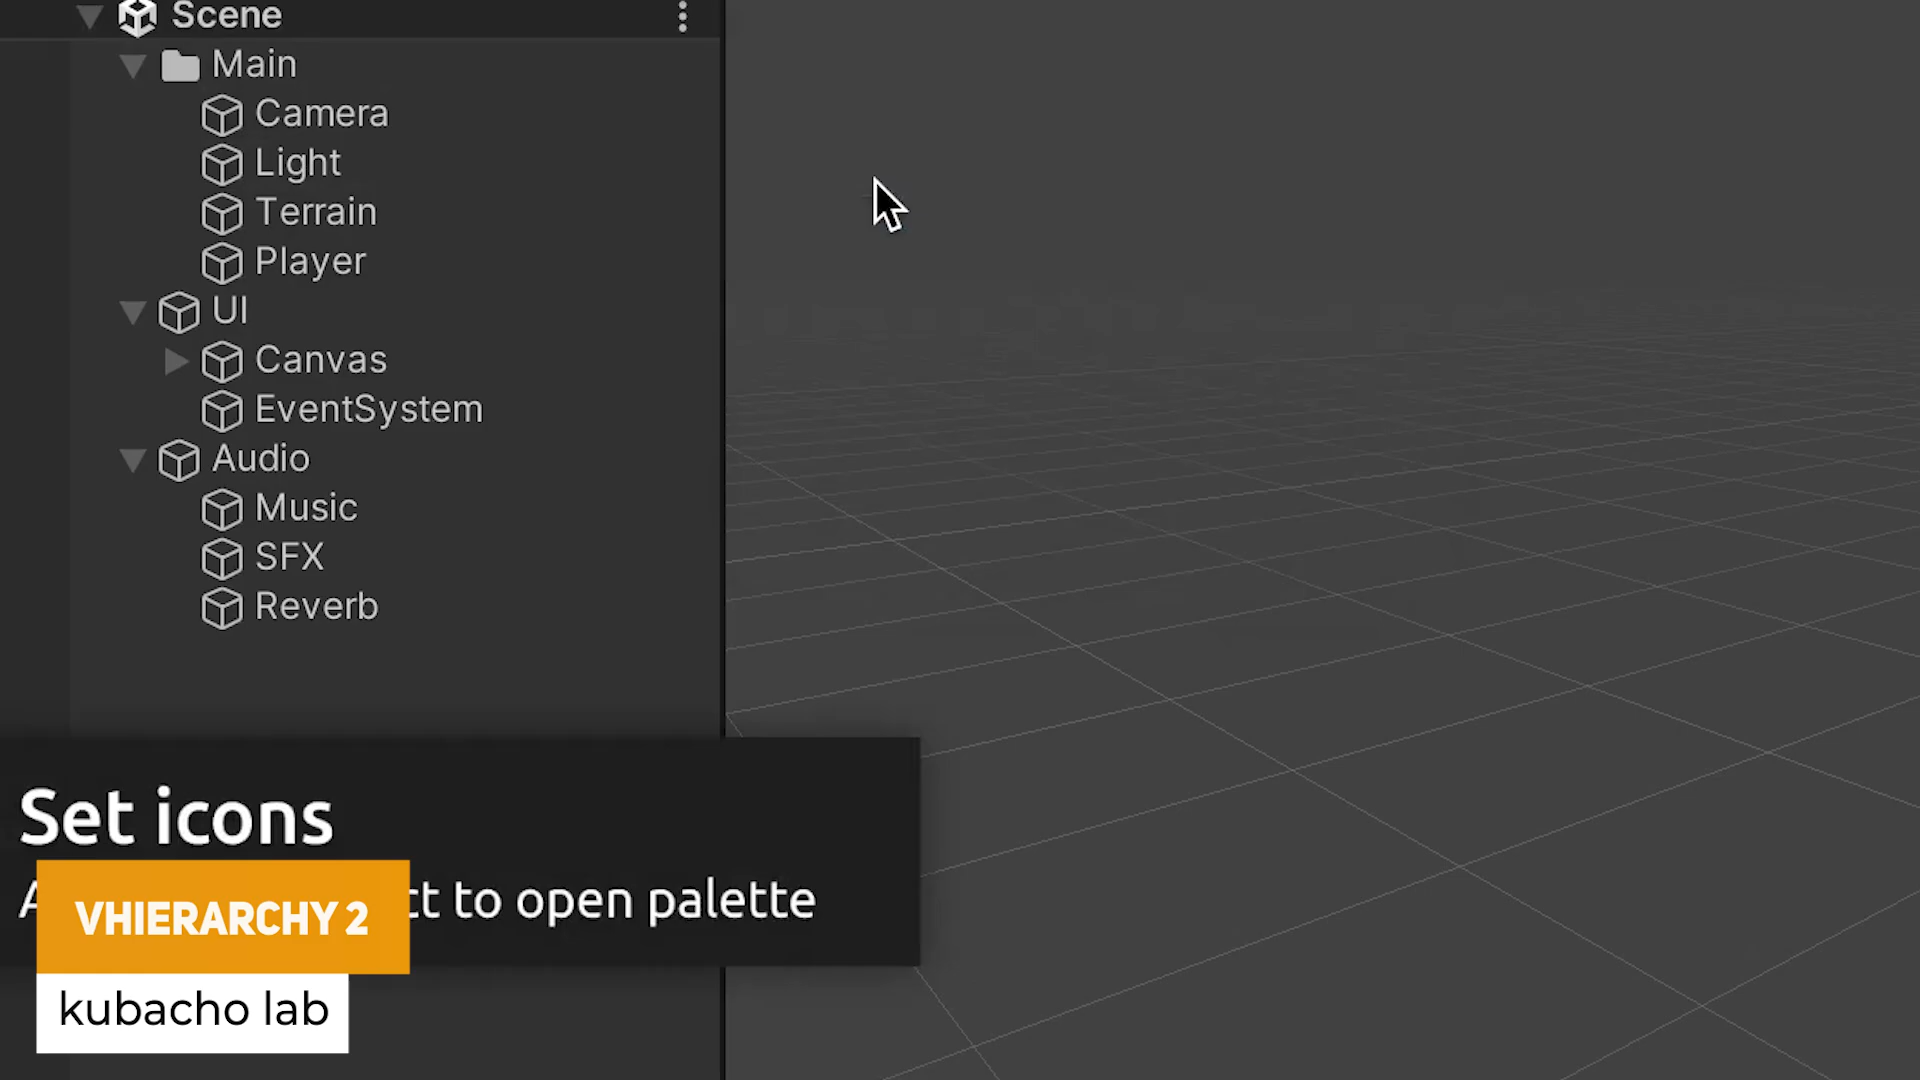 Scene
Main
Camera
Light
Terrain
Player
UI
Canvas
EventSystem
Audio
Music
SFX
Reverb
Set icons
to open palette
VHIERARCHY 2
kubacho lab